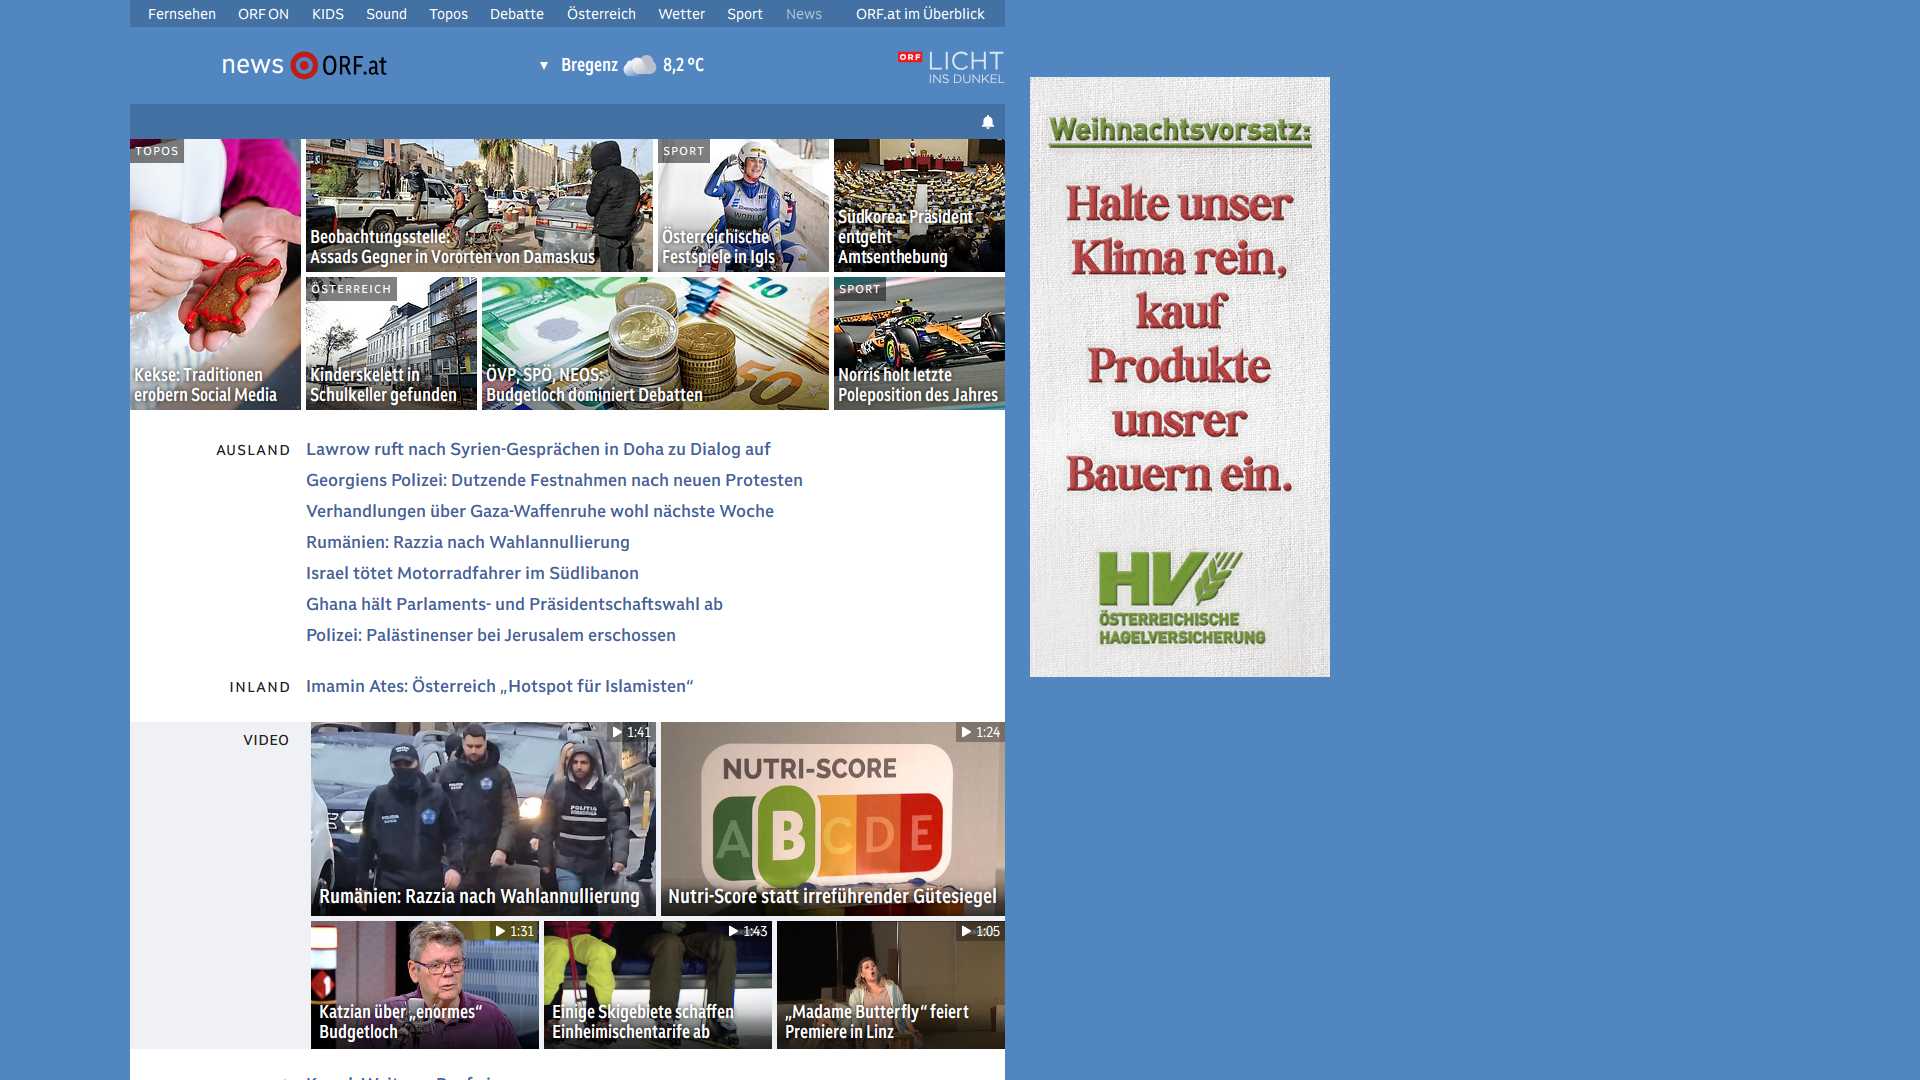 Fernsehen ORF ON KIDS Sound Topos Debatte Österreich Wetter Sport News ORF.at im Überblick
news ORF.at
Bregenz 8,2 °C
ORF LICHT
INS DUNKEL
TOPOS
Kekse: Traditionen
erobern Social Media
Beobachtungsstelle:
Assads Gegner in Vororten von Damaskus
SPORT
Österreichische
Festspiele in Igls
Südkorea: Präsident
entgeht
Amtsenthebung
ÖSTERREICH
Kinderskelett in
Schulkeller gefunden
ÖVP, SPÖ, NEOS:
Budgetloch dominiert Debatten
SPORT
Norris holt letzte
Poleposition des Jahres
AUSLAND
Lawrow ruft nach Syrien-Gesprächen in Doha zu Dialog auf
Georgiens Polizei: Dutzende Festnahmen nach neuen Protesten
Verhandlungen über Gaza-Waffenruhe wohl nächste Woche
Rumänien: Razzia nach Wahlannullierung
Israel tötet Motorradfahrer im Südlibanon
Ghana hält Parlaments- und Präsidentschaftswahl ab
Polizei: Palästinenser bei Jerusalem erschossen
INLAND
Imamin Ates: Österreich „Hotspot für Islamisten“
VIDEO
1:41
Rumänien: Razzia nach Wahlannullierung
1:24
NUTRI-SCORE
A B C D E
Nutri-Score statt irreführender Gütesiegel
1:31
Katzian über „enormes“
Budgetloch
1:43
Einige Skigebiete schaffen
Einheimischentarife ab
1:05
„Madame Butterfly“ feiert
Premiere in Linz
Weihnachtsvorsatz:
Halte unser
Klima rein,
kauf
Produkte
unsrer
Bauern ein.
HV
ÖSTERREICHISCHE
HAGELVERSICHERUNG